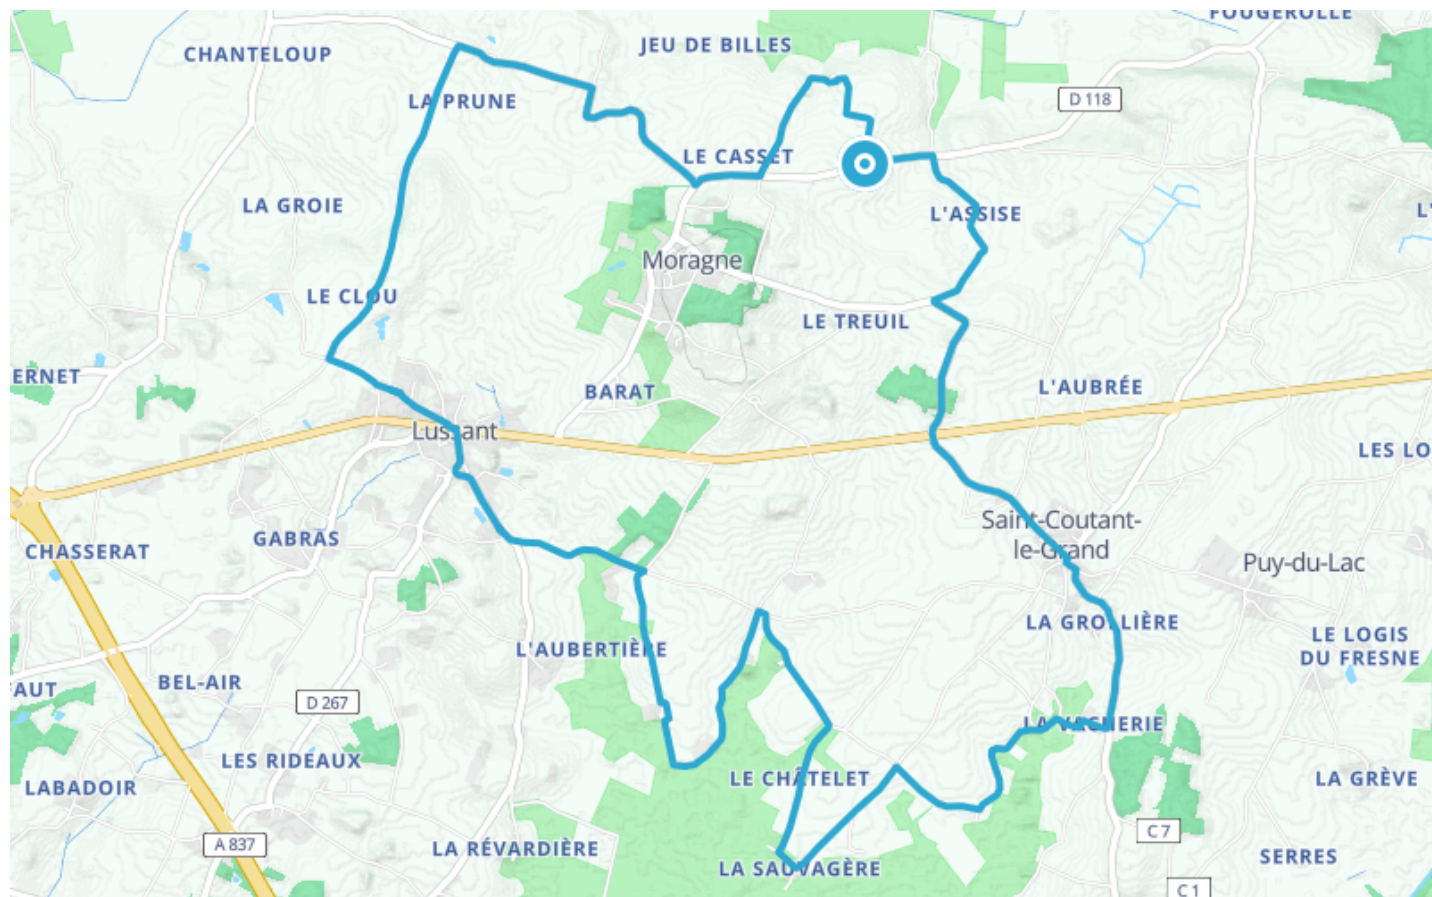 FOUGEROLLE
JEU DE BILLES
CHANTELOUP
D 118
LA PRUNE
LE CASSET
LA GROIE
L'ASSISE
Moragne
LE CLOU
LE TREUIL
ERNET
BARAT
L'AUBRÉE
Lussant
LES LO
Saint-Coutant-
le-Grand
GABRAS
CHASSERAT
Puy-du-Lac
LA GROLLIÈRE
LE LOGIS
DU FRESNE
L'AUBERTIÈRE
BEL-AIR
FAUT
D 267
LA VACHERIE
LES RIDEAUX
LE CHÂTELET
LA GRÈVE
LABADOIR
C 7
A 837
LA RÉVARDIÈRE
SERRES
LA SAUVAGÈRE
C 1